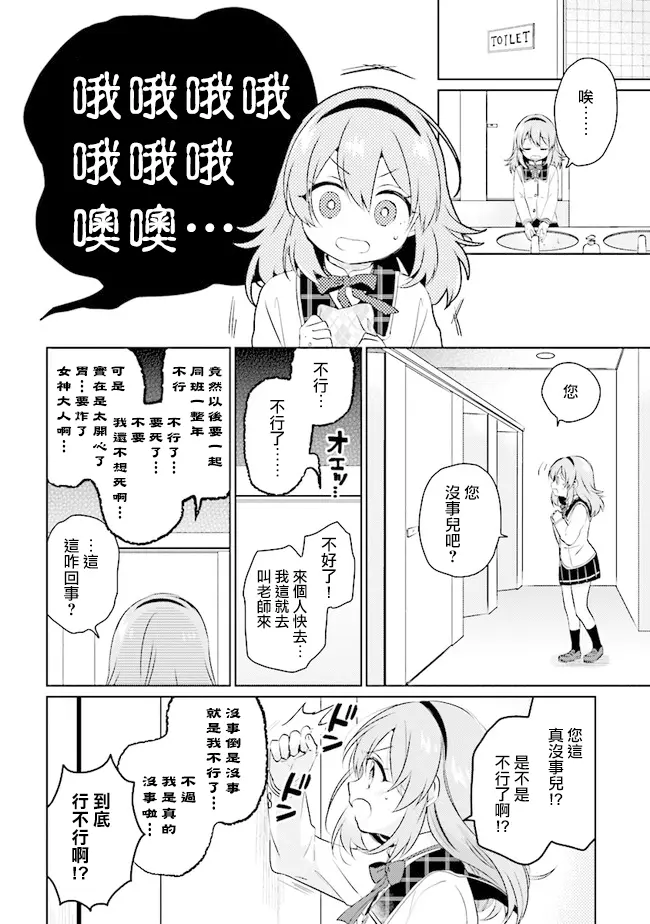 TOILET
唉…
哦哦哦哦
哦哦哦
噢噢…
您
您
沒事兒吧？
不行…
不行了…
オエッ…
竟然以後要一起
同班一整年
不行
不行了…
要死了…
不要
我還不想死啊…
可是
實在是太開心了
胃…要炸了
女神大人啊…
不好了！
來個人快去…
我這就去
叫老師來
…這
這咋回事？
您這
真沒事兒!?
是不是
不行了啊!?
ドン
ドン
沒事倒是沒事
就是我不行了…
不過
我是真的
沒事啦…
到底
行不行啊!?